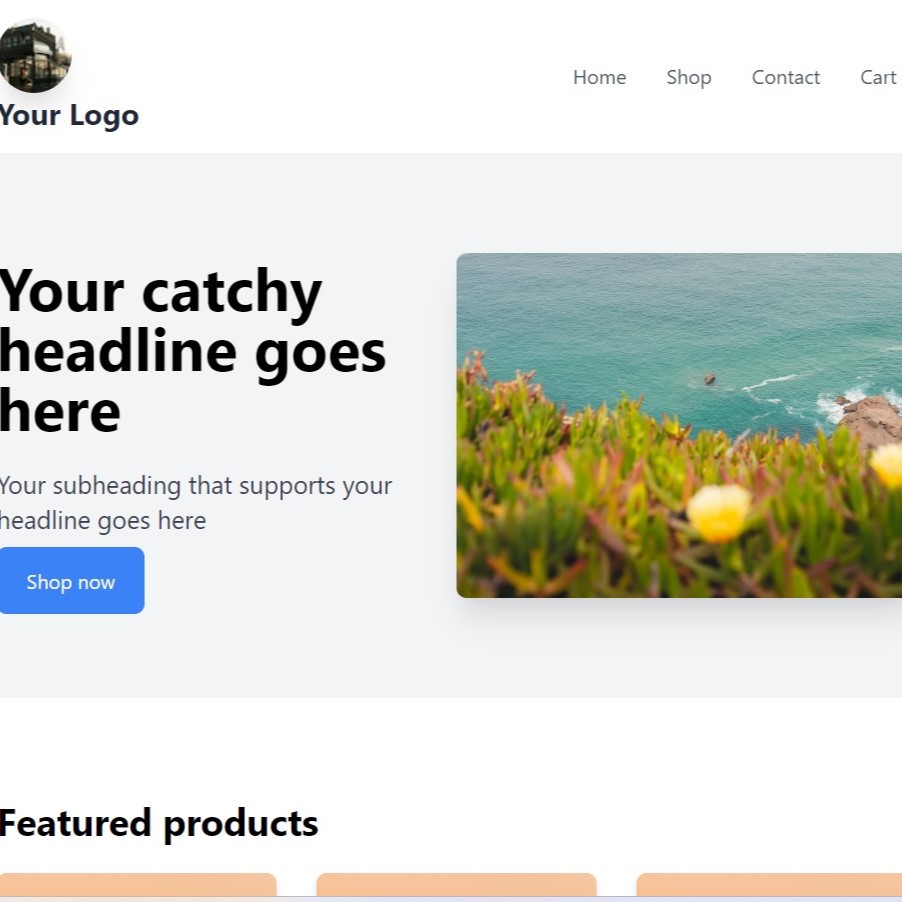 Your Logo
Home Shop Contact Cart
Your catchy
headline goes
here
Your subheading that supports your
headline goes here
Shop now
Featured products